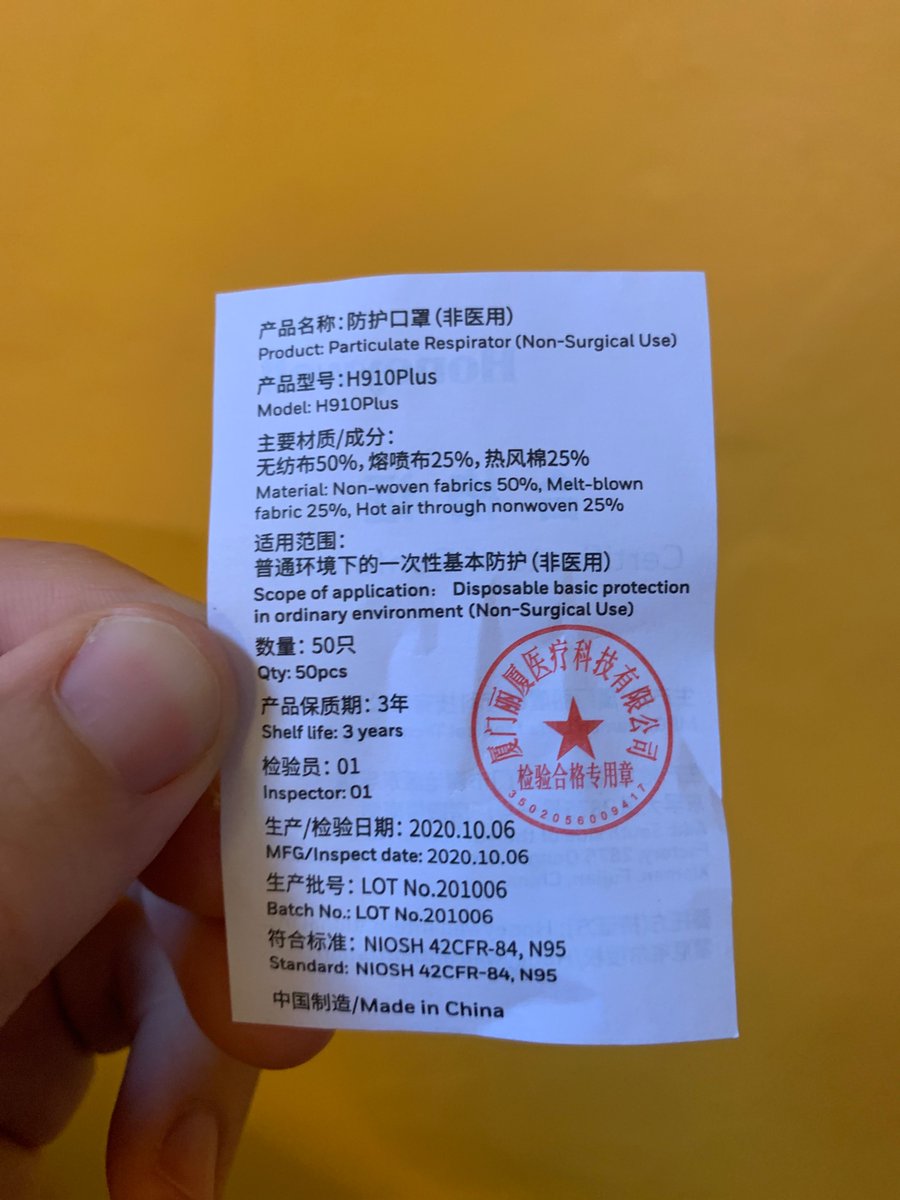 产品名称：防护口罩（非医用）
Product: Particulate Respirator (Non-Surgical Use)
产品型号：H910Plus
Model: H910Plus
主要材质/成分：
无纺布50%，熔喷布25%，热风棉25%
Material: Non-woven fabrics 50%, Melt-blown
fabric 25%, Hot air through nonwoven 25%
适用范围：
普通环境下的一次性基本防护（非医用）
Scope of application： Disposable basic protection
in ordinary environment (Non-Surgical Use)
数量：50只
Qty: 50pcs
产品保质期：3年
Shelf life: 3 years
检验员：01
Inspector: 01
生产/检验日期：2020.10.06
MFG/Inspect date: 2020.10.06
生产批号：LOT No.201006
Batch No.: LOT No.201006
符合标准：NIOSH 42CFR-84, N95
Standard: NIOSH 42CFR-84, N95
中国制造/Made in China
厦门丽厦医疗科技有限公司
检验合格专用章
3502056009417